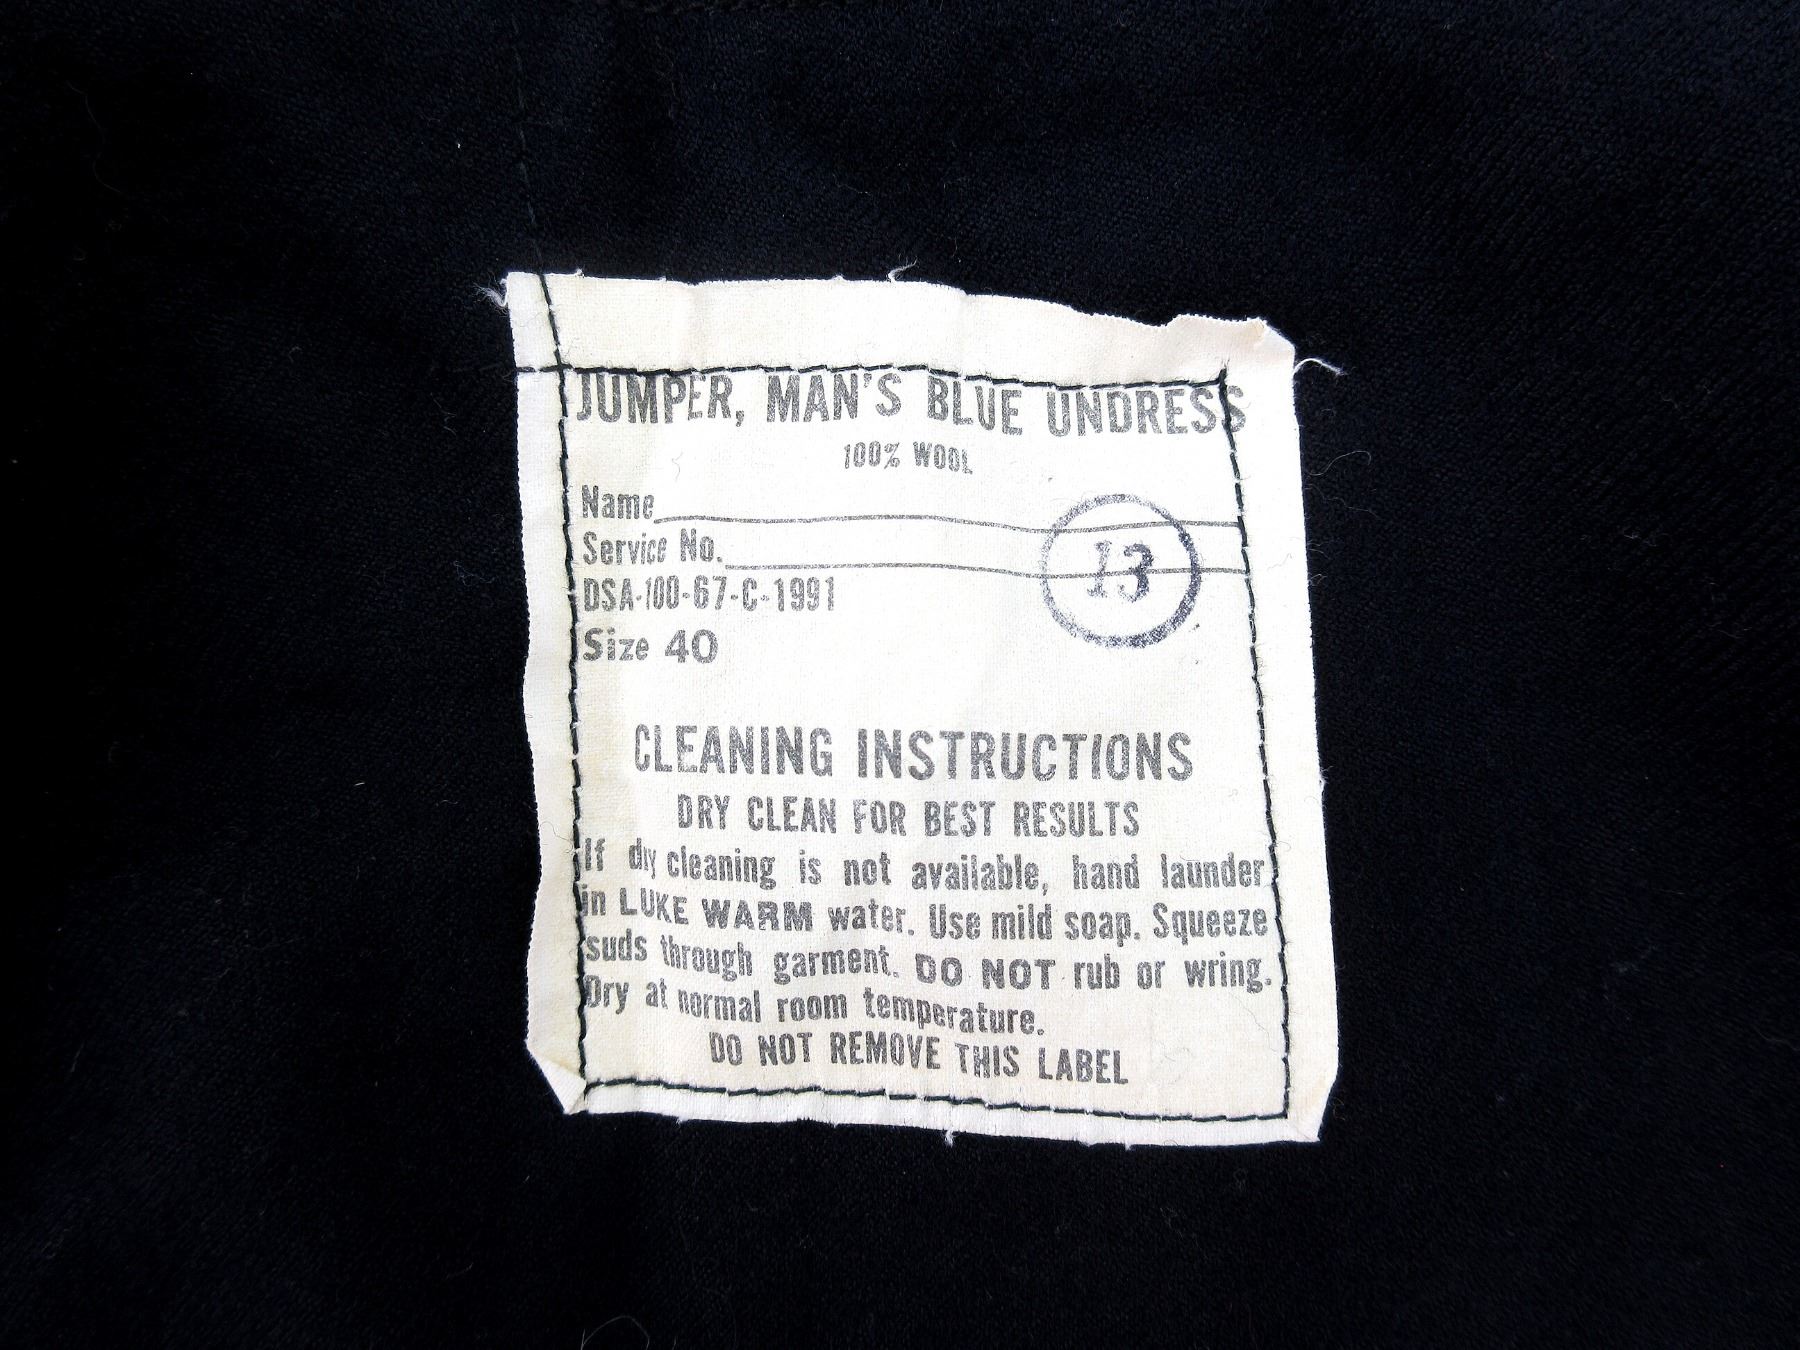 JUMPER, MAN'S BLUE UNDRESS
100% WOOL
Name
Service No.
13
DSA-100-67-C-1991
Size 40
CLEANING INSTRUCTIONS
DRY CLEAN FOR BEST RESULTS
If dry cleaning is not available, hand launder
in LUKE WARM water. Use mild soap. Squeeze
suds through garment. DO NOT rub or wring.
Dry at normal room temperature.
DO NOT REMOVE THIS LABEL